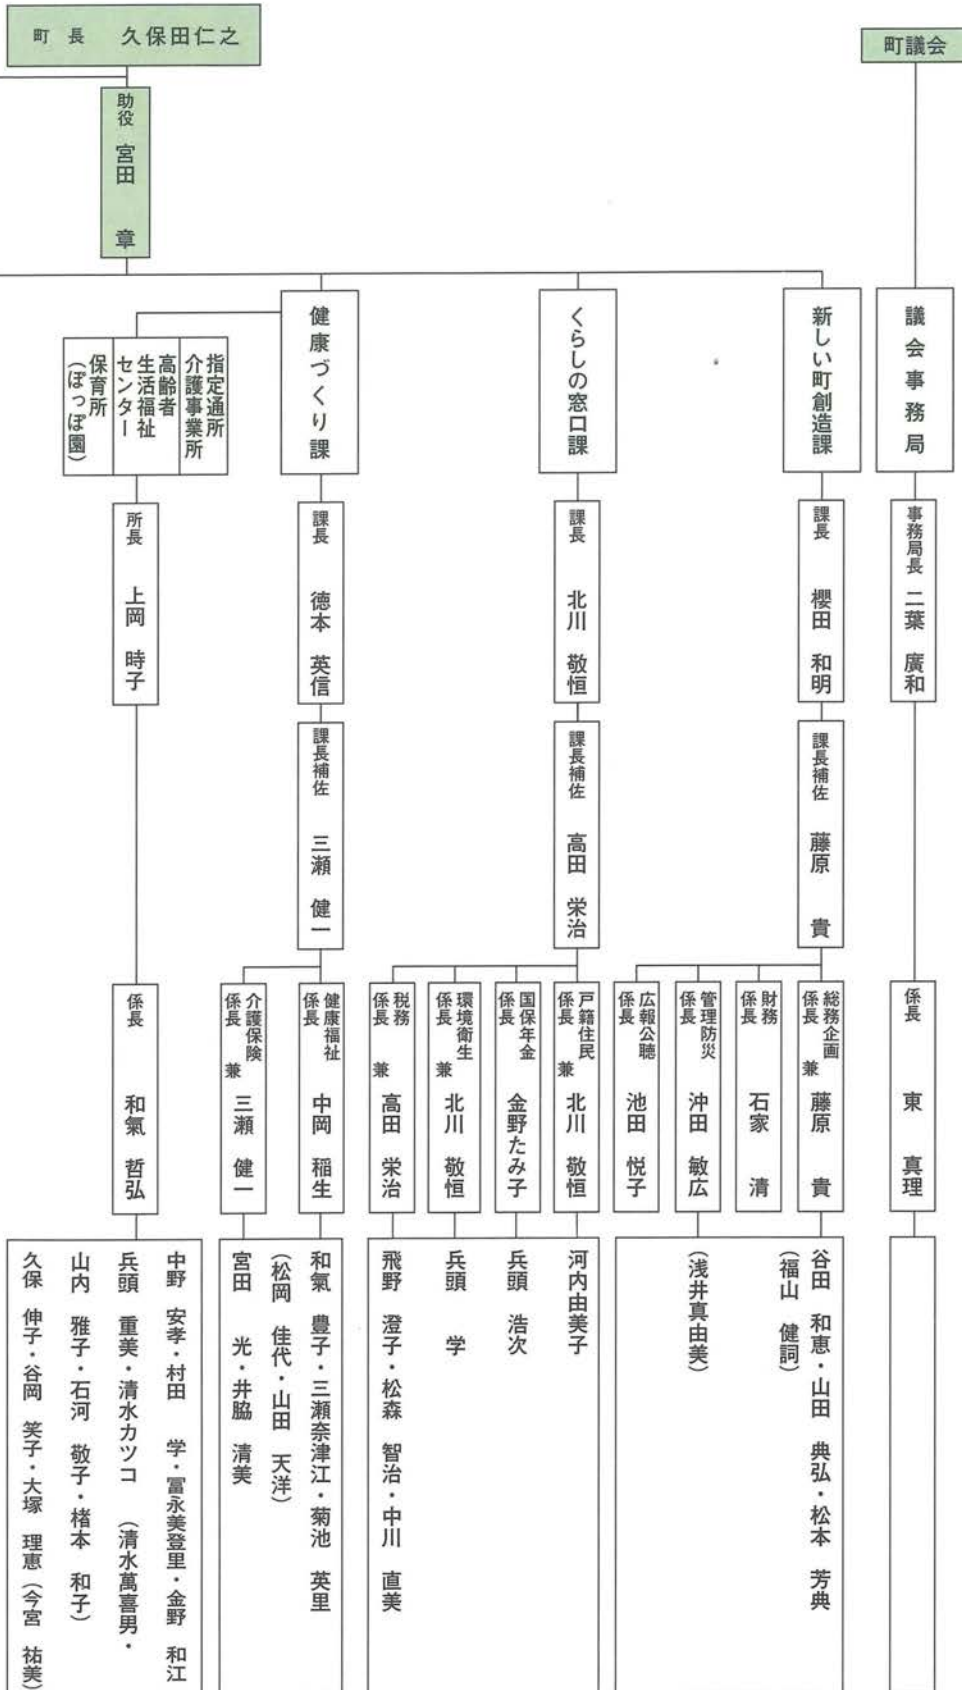 町長 久保田仁之
助役 宮田 章
町議会
議会事務局
事務局長 二葉 廣和
係長 東 真理
新しい町創造課
課長 櫻田 和明
課長補佐 藤原 貴
総務企画係長 兼 藤原 貴
財務係長 石家 清
管理防災係長 沖田 敏広
広報公聴係長 池田 悦子
谷田 和恵・山田 典弘・松本 芳典
(福山 健詞)
(浅井真由美)
くらしの窓口課
課長 北川 敬恒
課長補佐 高田 栄治
戸籍住民係長 兼 北川 敬恒
国保年金係長 金野たみ子
環境衛生係長 兼 北川 敬恒
税務係長 兼 高田 栄治
河内由美子
兵頭 浩次
兵頭 学
飛野 澄子・松森 智治・中川 直美
健康づくり課
課長 徳本 英信
課長補佐 三瀬 健一
健康福祉係長 中岡 稲生
介護保険係長 兼 三瀬 健一
和氣 豊子・三瀬奈津江・菊池 英里
(松岡 佳代・山田 天洋)
宮田 光・井脇 清美
指定通所
介護事業所
高齢者
生活福祉
センター
保育所
(ぽっぽ園)
所長 上岡 時子
係長 和氣 哲弘
中野 安孝・村田 学・冨永美登里・金野 和江
兵頭 重美・清水カツコ (清水萬喜男・
山内 雅子・石河 敬子・楮本 和子)
久保 伸子・谷岡 笑子・大塚 理恵(今宮 祐美)